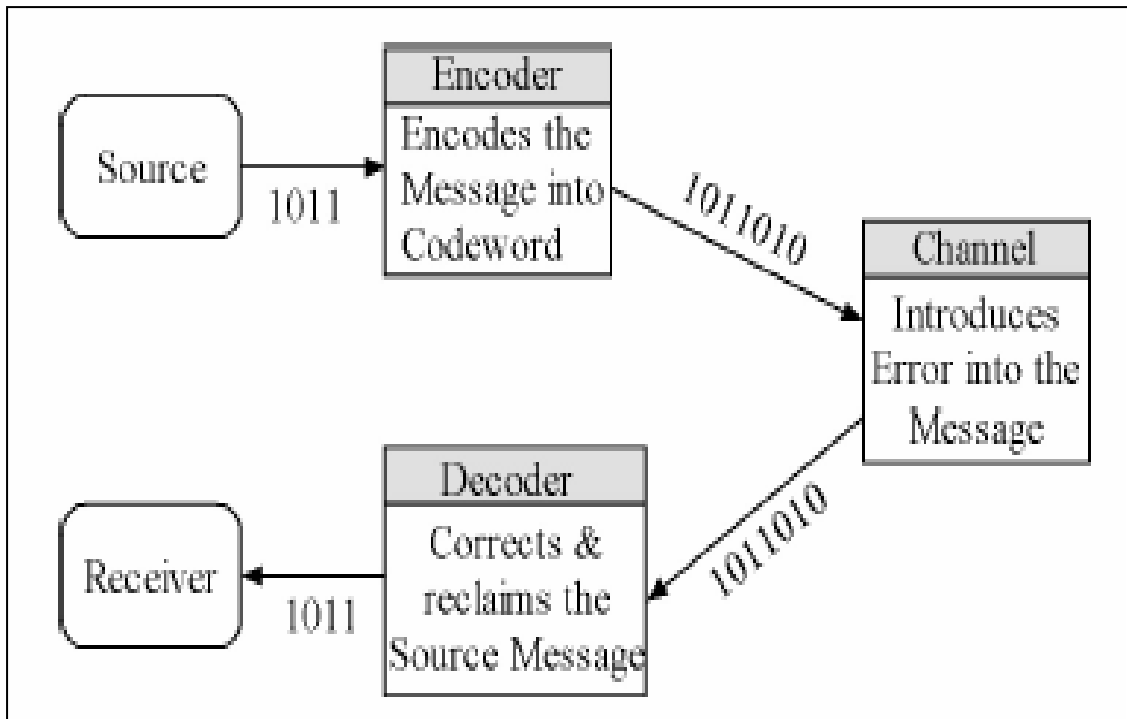 Source
1011
Encoder
Encodes the
Message into
Codeword
1011010
Channel
Introduces
Error into the
Message
1011010
Decoder
Corrects &
reclaims the
Source Message
1011
Receiver